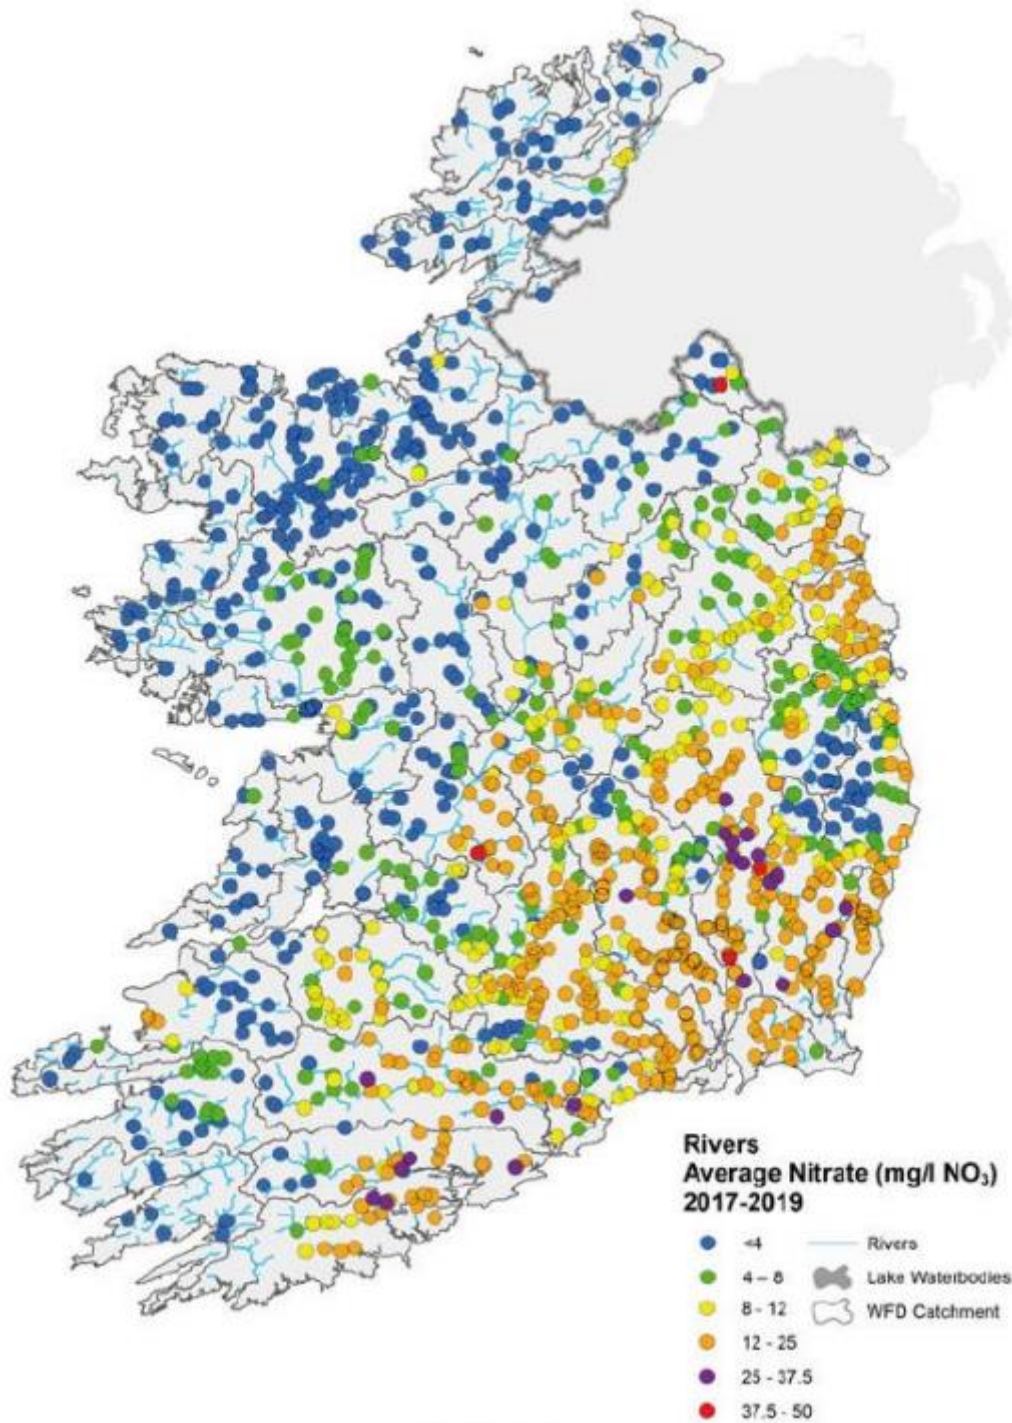 Rivers
Average Nitrate (mg/l NO₃)
2017-2019
<4
Rivers
4 – 8
Lake Waterbodies
8 - 12
WFD Catchment
12 - 25
25 - 37.5
37.5 - 50